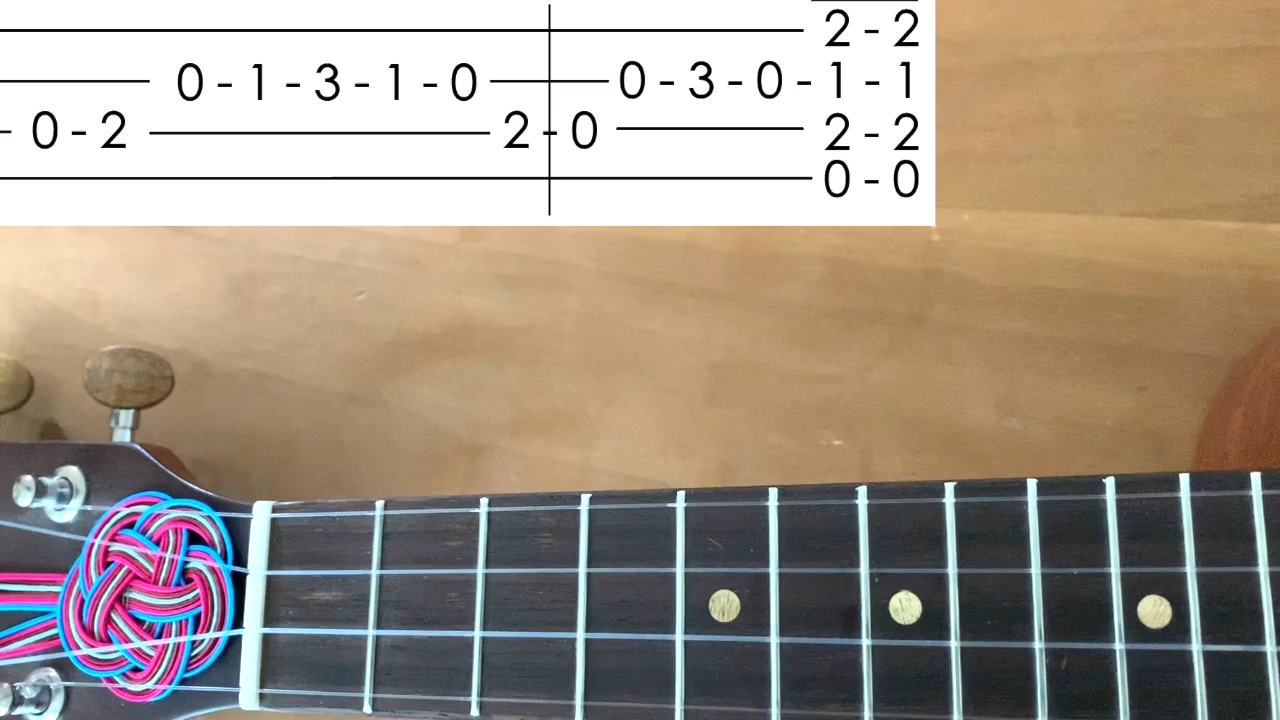 2 - 2
0 - 1 - 3 - 1 - 0 0 - 3 - 0 - 1 - 1
- 0 - 2 2 - 0 2 - 2
0 - 0